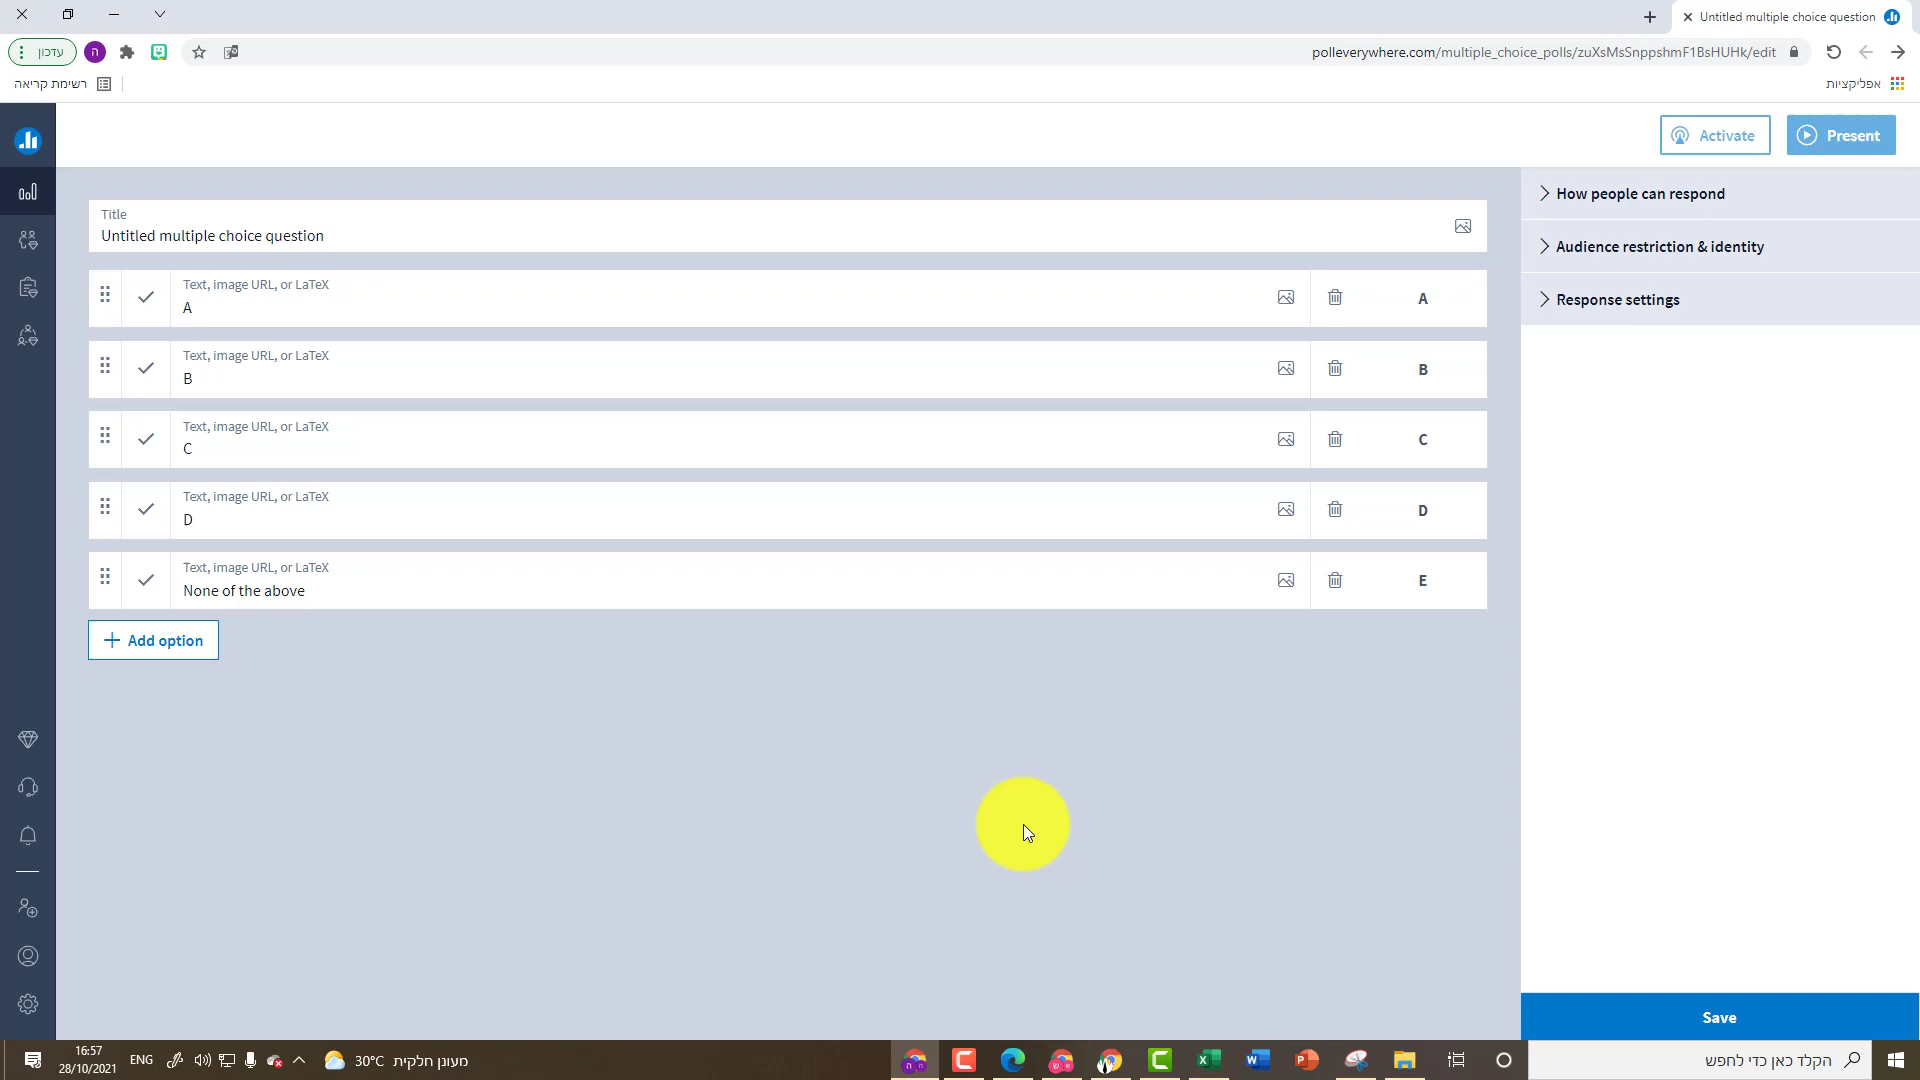 Untitled multiple choice question
עדכון
ה
polleverywhere.com/multiple_choice_polls/zuXsMsSnppshmF1BsHUHk/edit
רשימת קריאה
אפליקציות
Activate
Present
Title
Untitled multiple choice question
Text, image URL, or LaTeX
A
A
Text, image URL, or LaTeX
B
B
Text, image URL, or LaTeX
C
C
Text, image URL, or LaTeX
D
D
Text, image URL, or LaTeX
None of the above
E
Add option
How people can respond
Audience restriction & identity
Response settings
Save
16:57
28/10/2021
ENG
30°C מעונן חלקית
הקלד כאן כדי לחפש